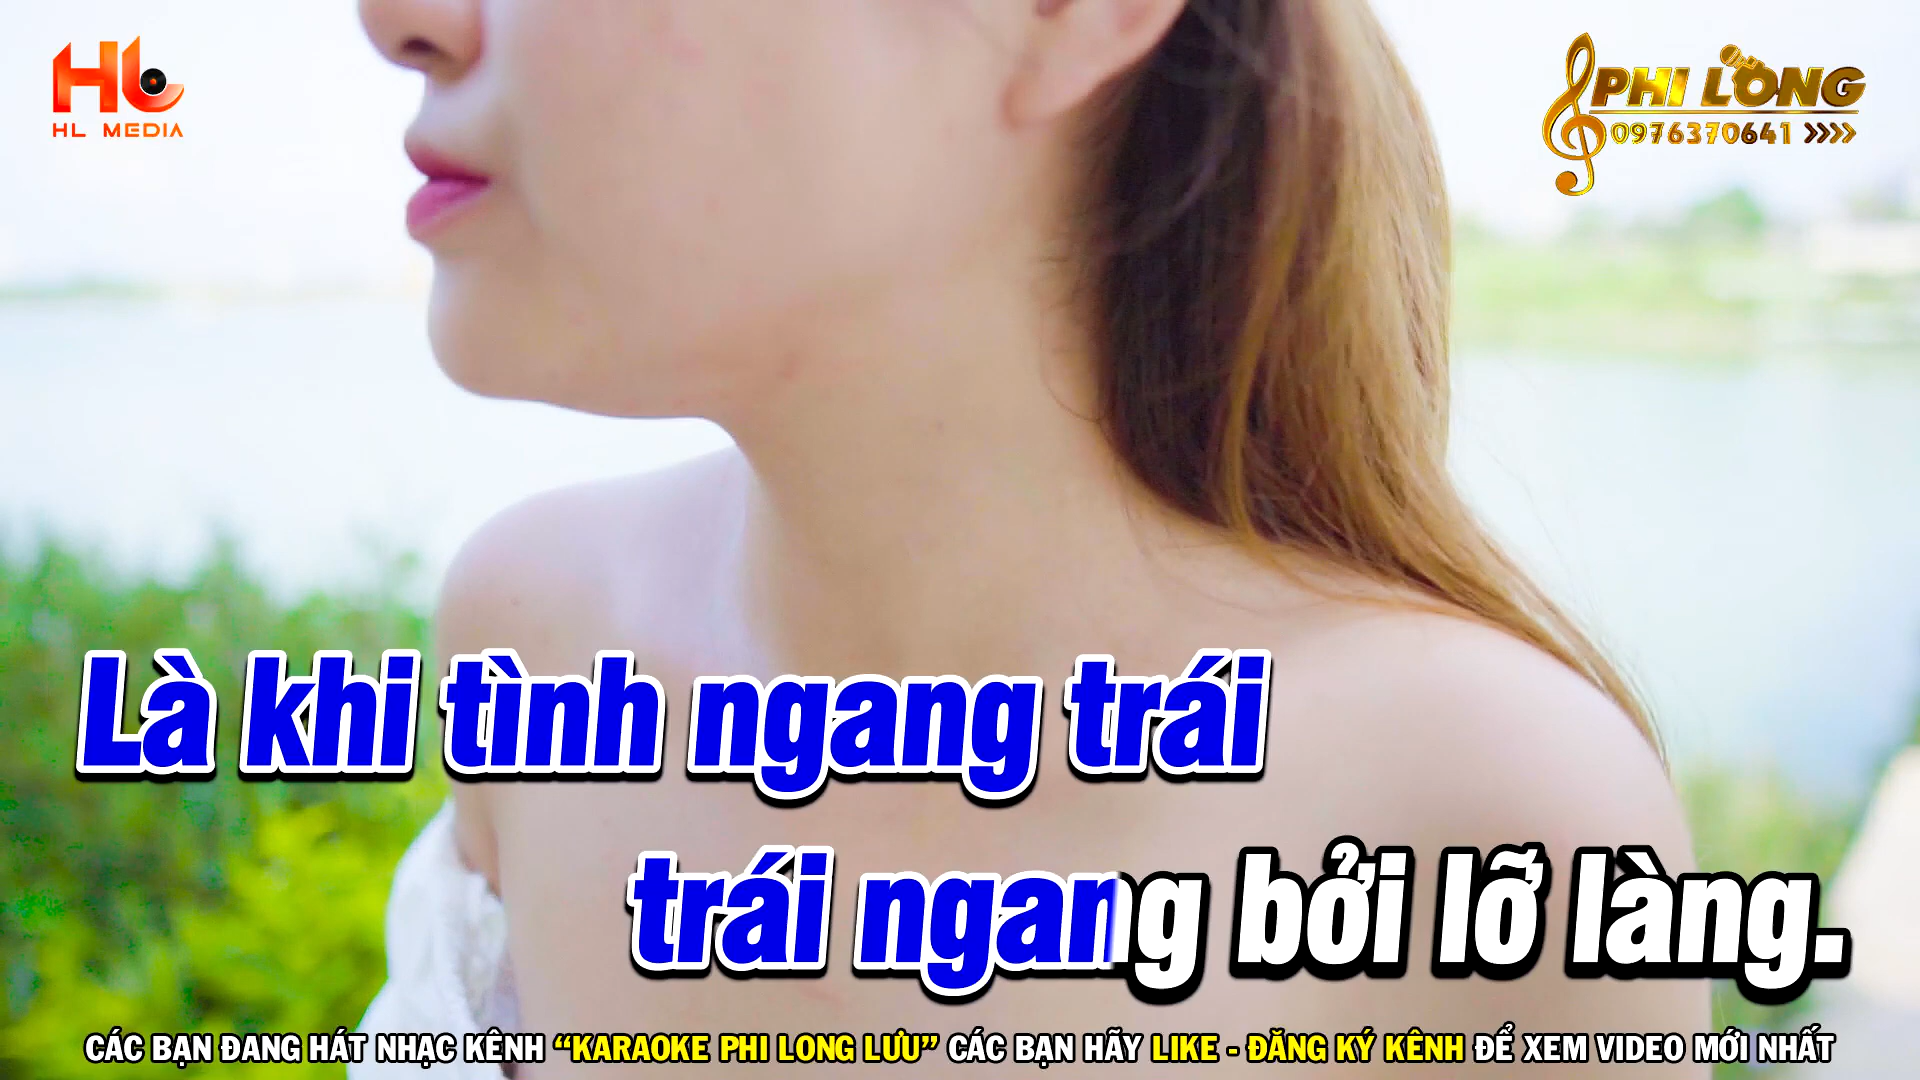 HL MEDIA
PHI LONG
0976370641 >>>>
Là khi tình ngang trái
trái ngang bởi lỡ làng.
CÁC BẠN ĐANG HÁT NHẠC KÊNH “KARAOKE PHI LONG LƯU” CÁC BẠN HÃY LIKE - ĐĂNG KÝ KÊNH ĐỂ XEM VIDEO MỚI NHẤT